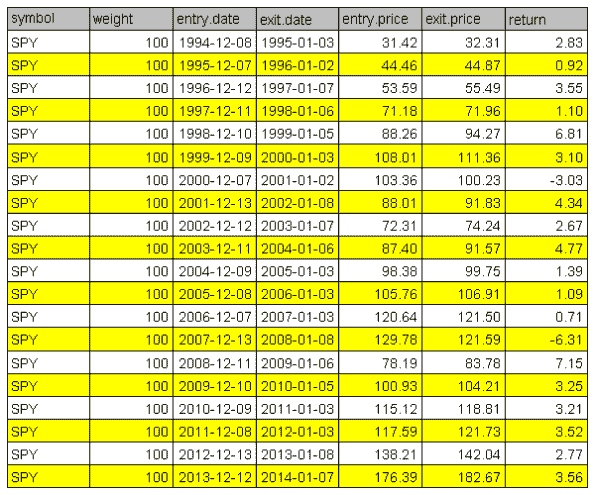 symbol weight entry.date exit.date entry.price exit.price return
SPY 100 1994-12-08 1995-01-03 31.42 32.31 2.83
SPY 100 1995-12-07 1996-01-02 44.46 44.87 0.92
SPY 100 1996-12-12 1997-01-07 53.59 55.49 3.55
SPY 100 1997-12-11 1998-01-06 71.18 71.96 1.10
SPY 100 1998-12-10 1999-01-05 88.26 94.27 6.81
SPY 100 1999-12-09 2000-01-03 108.01 111.36 3.10
SPY 100 2000-12-07 2001-01-02 103.36 100.23 -3.03
SPY 100 2001-12-13 2002-01-08 88.01 91.83 4.34
SPY 100 2002-12-12 2003-01-07 72.31 74.24 2.67
SPY 100 2003-12-11 2004-01-06 87.40 91.57 4.77
SPY 100 2004-12-09 2005-01-03 98.38 99.75 1.39
SPY 100 2005-12-08 2006-01-03 105.76 106.91 1.09
SPY 100 2006-12-07 2007-01-03 120.64 121.50 0.71
SPY 100 2007-12-13 2008-01-08 129.78 121.59 -6.31
SPY 100 2008-12-11 2009-01-06 78.19 83.78 7.15
SPY 100 2009-12-10 2010-01-05 100.93 104.21 3.25
SPY 100 2010-12-09 2011-01-03 115.12 118.81 3.21
SPY 100 2011-12-08 2012-01-03 117.59 121.73 3.52
SPY 100 2012-12-13 2013-01-08 138.21 142.04 2.77
SPY 100 2013-12-12 2014-01-07 176.39 182.67 3.56